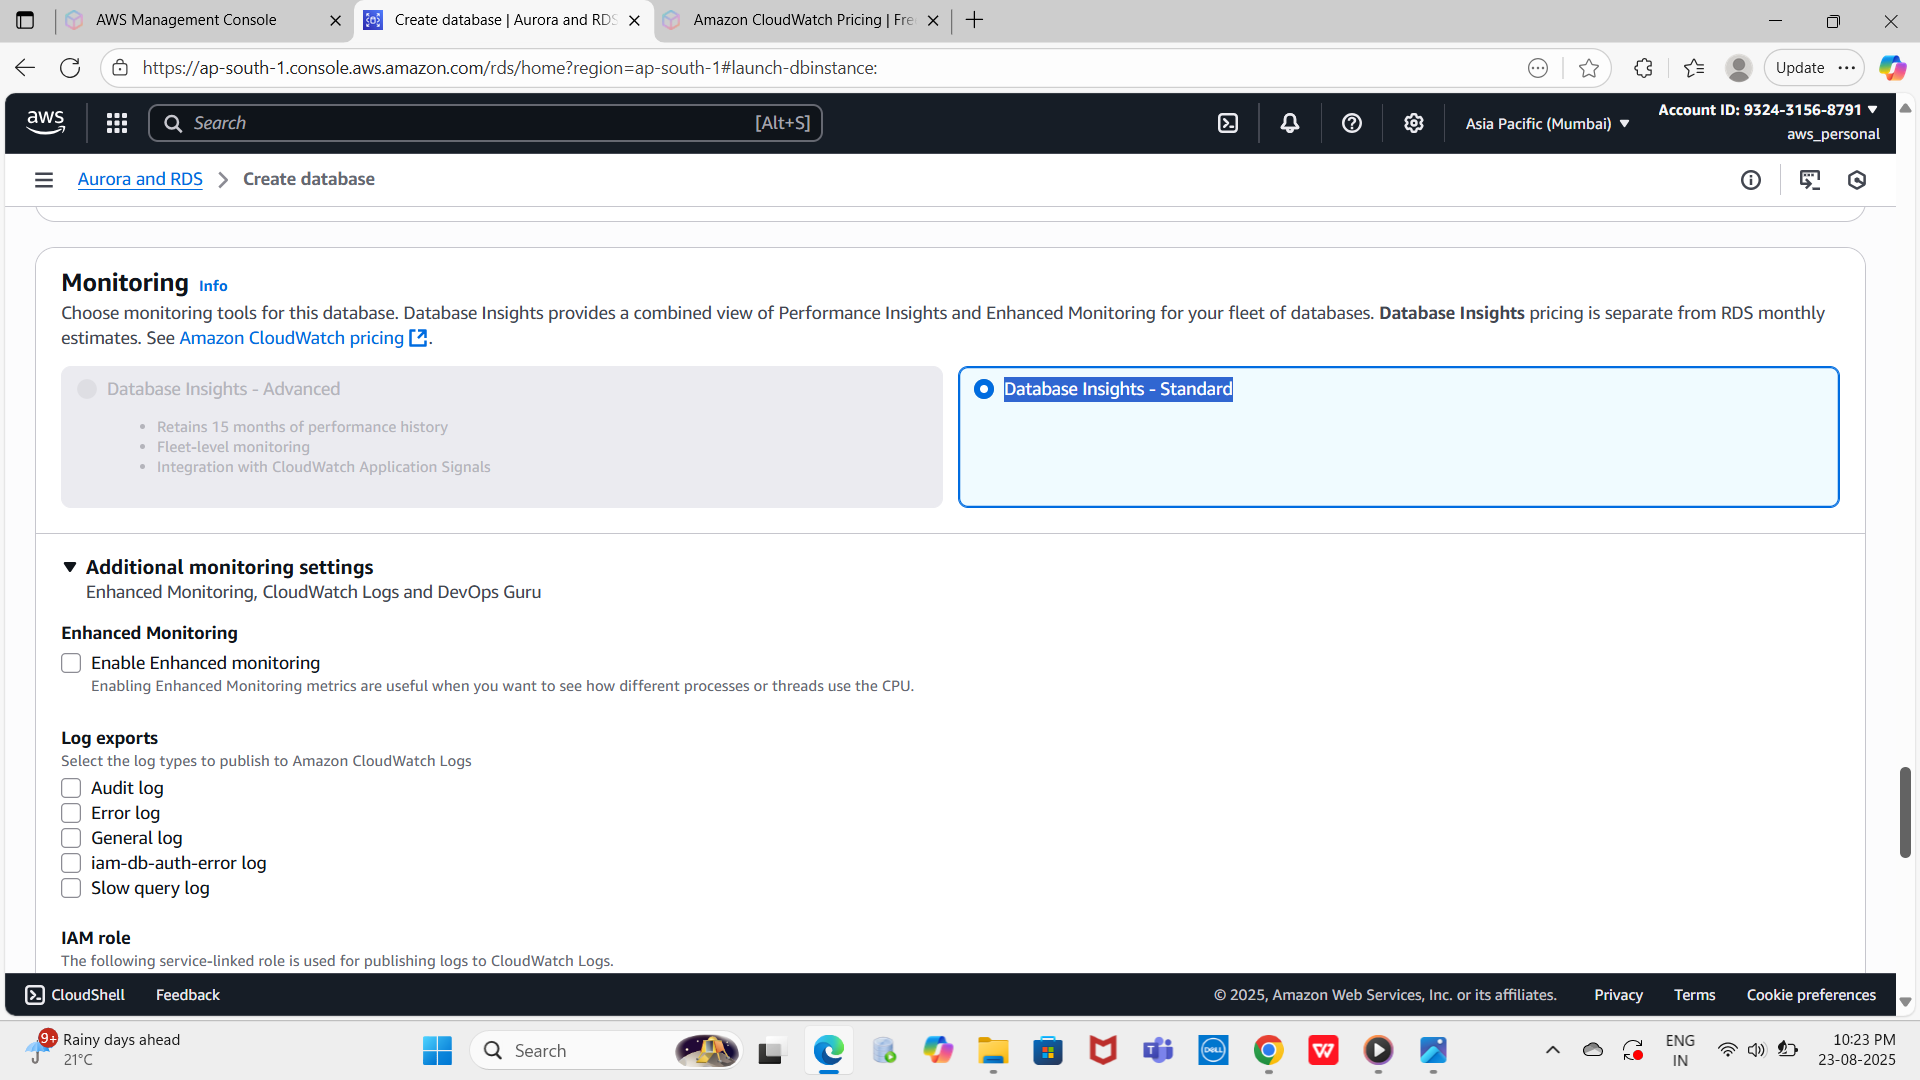 AWS Management Console
Create database | Aurora and RDS
Amazon CloudWatch Pricing | Fre
https://ap-south-1.console.aws.amazon.com/rds/home?region=ap-south-1#launch-dbinstance:
Update
aws
Search
[Alt+S]
Asia Pacific (Mumbai)
Account ID: 9324-3156-8791
aws_personal
Aurora and RDS
Create database
Monitoring Info
Choose monitoring tools for this database. Database Insights provides a combined view of Performance Insights and Enhanced Monitoring for your fleet of databases. Database Insights pricing is separate from RDS monthly
estimates. See Amazon CloudWatch pricing.
Database Insights - Advanced
• Retains 15 months of performance history
• Fleet-level monitoring
• Integration with CloudWatch Application Signals
Database Insights - Standard
Additional monitoring settings
Enhanced Monitoring, CloudWatch Logs and DevOps Guru
Enhanced Monitoring
Enable Enhanced monitoring
Enabling Enhanced Monitoring metrics are useful when you want to see how different processes or threads use the CPU.
Log exports
Select the log types to publish to Amazon CloudWatch Logs
Audit log
Error log
General log
iam-db-auth-error log
Slow query log
IAM role
The following service-linked role is used for publishing logs to CloudWatch Logs.
CloudShell
Feedback
© 2025, Amazon Web Services, Inc. or its affiliates.
Privacy
Terms
Cookie preferences
9+
Rainy days ahead
21°C
Search
DELL
W
ENG
IN
10:23 PM
23-08-2025